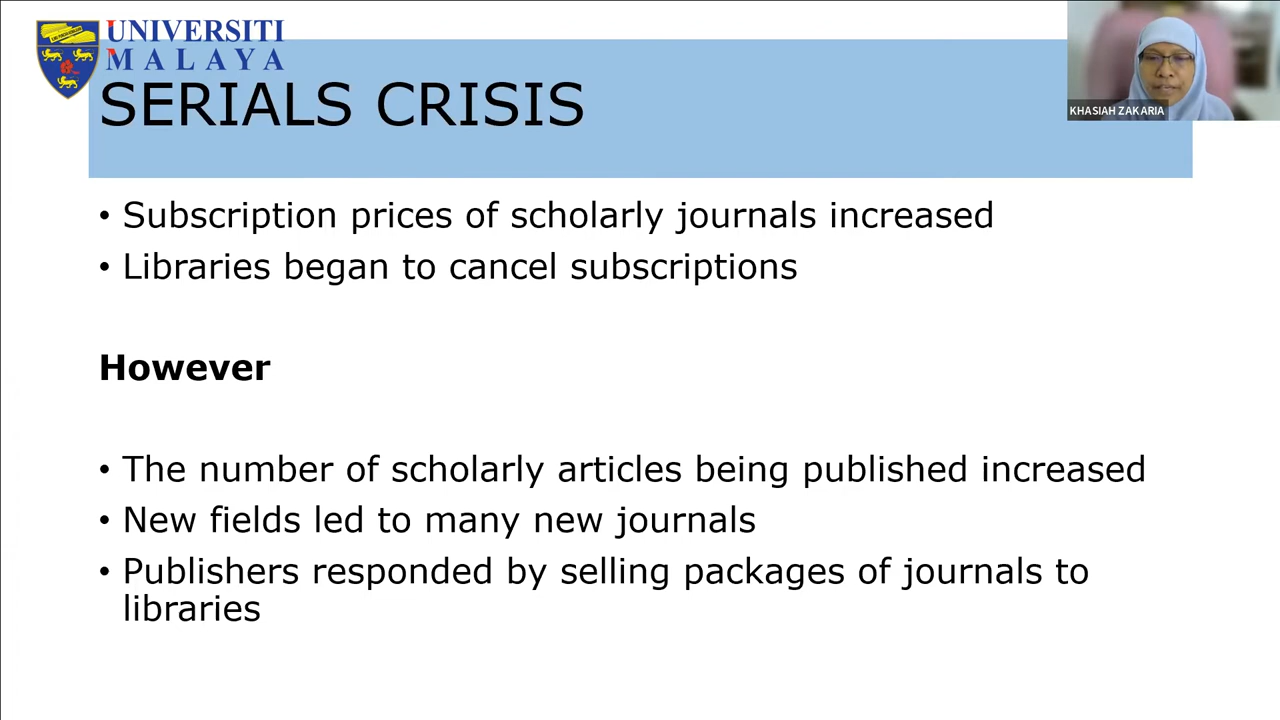 UNIVERSITI
MALAYA
KHASIAH ZAKARIA
SERIALS CRISIS
• Subscription prices of scholarly journals increased
• Libraries began to cancel subscriptions
However
• The number of scholarly articles being published increased
• New fields led to many new journals
• Publishers responded by selling packages of journals to
libraries